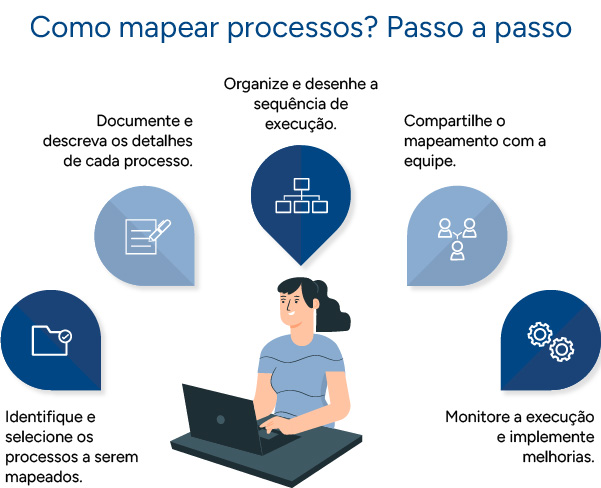 Como mapear processos? Passo a passo
Identifique e
selecione os
processos a serem
mapeados.
Documente e
descreva os detalhes
de cada processo.
Organize e desenhe a
sequência de
execução.
Compartilhe o
mapeamento com a
equipe.
Monitore a execução
e implemente
melhorias.